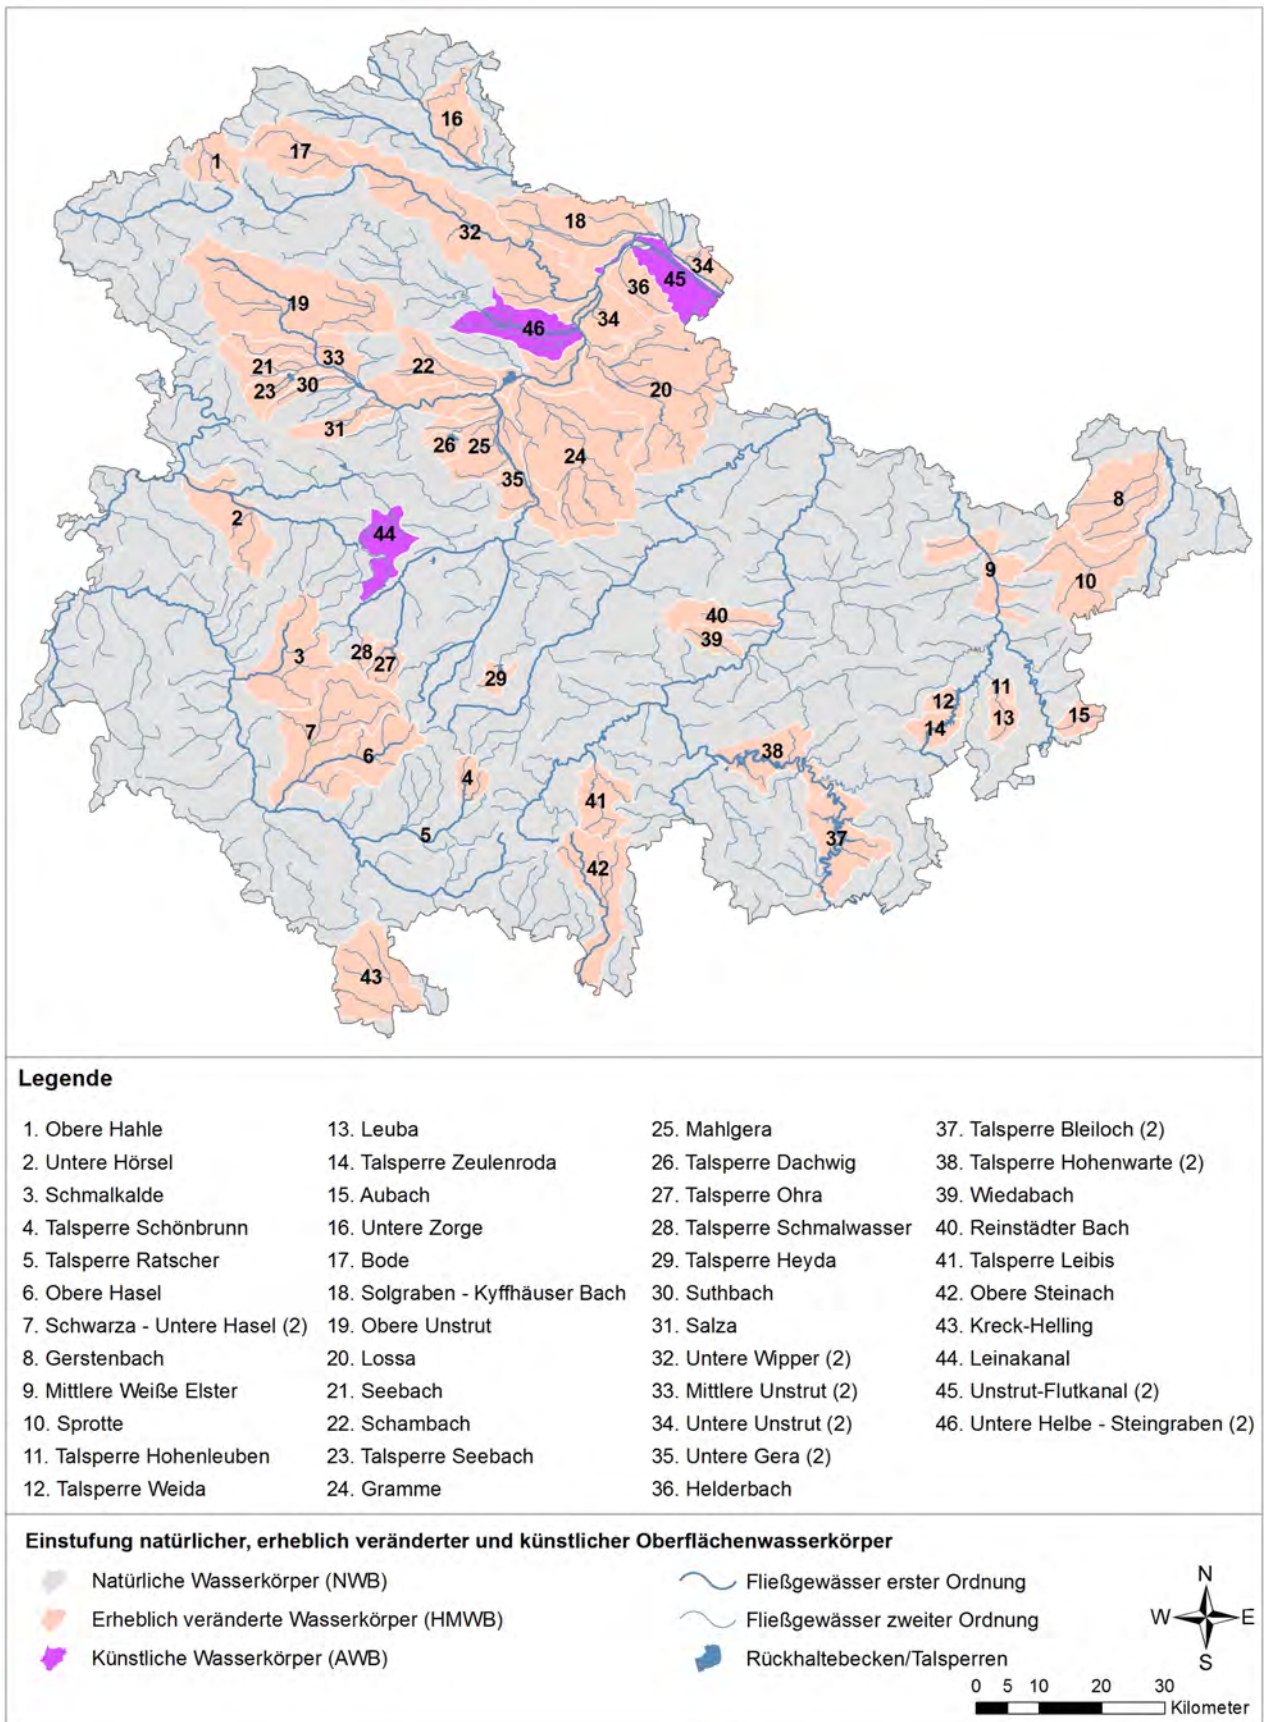 16
1
17
18
32
34
45
36
19
34
46
33
21
22
23
30
20
31
26
25
24
35
8
2
44
9
10
40
39
28
3
27
29
12
11
13
15
14
7
6
38
4
41
5
37
42
43
Legende
1. Obere Hahle
2. Untere Hörsel
3. Schmalkalde
4. Talsperre Schönbrunn
5. Talsperre Ratscher
6. Obere Hasel
7. Schwarza - Untere Hasel (2)
8. Gerstenbach
9. Mittlere Weiße Elster
10. Sprotte
11. Talsperre Hohenleuben
12. Talsperre Weida
13. Leuba
14. Talsperre Zeulenroda
15. Aubach
16. Untere Zorge
17. Bode
18. Solgraben - Kyffhäuser Bach
19. Obere Unstrut
20. Lossa
21. Seebach
22. Schambach
23. Talsperre Seebach
24. Gramme
25. Mahlgera
26. Talsperre Dachwig
27. Talsperre Ohra
28. Talsperre Schmalwasser
29. Talsperre Heyda
30. Suthbach
31. Salza
32. Untere Wipper (2)
33. Mittlere Unstrut (2)
34. Untere Unstrut (2)
35. Untere Gera (2)
36. Helderbach
37. Talsperre Bleiloch (2)
38. Talsperre Hohenwarte (2)
39. Wiedabach
40. Reinstädter Bach
41. Talsperre Leibis
42. Obere Steinach
43. Kreck-Helling
44. Leinakanal
45. Unstrut-Flutkanal (2)
46. Untere Helbe - Steingraben (2)
Einstufung natürlicher, erheblich veränderter und künstlicher Oberflächenwasserkörper
Natürliche Wasserkörper (NWB)
Erheblich veränderte Wasserkörper (HMWB)
Künstliche Wasserkörper (AWB)
Fließgewässer erster Ordnung
Fließgewässer zweiter Ordnung
Rückhaltebecken/Talsperren
N
W E
S
0 5 10 20 30
Kilometer